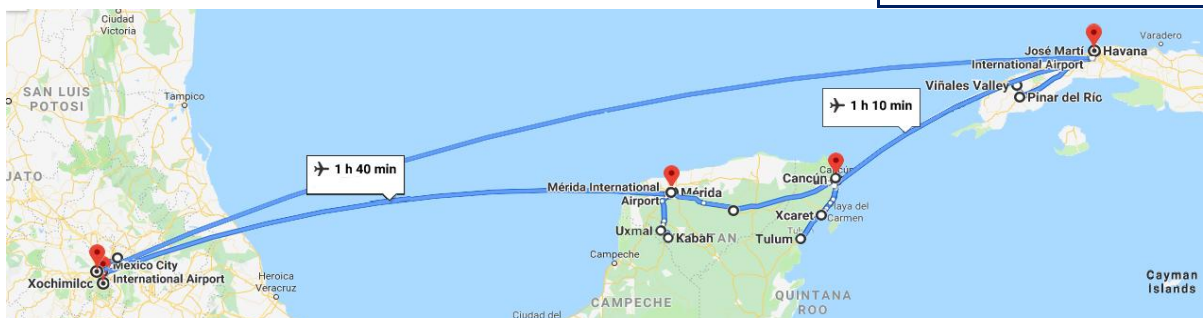 Ciudad
Victoria
SAN LUIS
POTOSI
Tampico
UATO
✈ 1 h 40 min
Xochimilco
Mexico City
International Airport
Heroica
Veracruz
Mérida International
Airport
Mérida
Uxmal
Kabah
Campeche
CAMPECHE
Ciudad del
Cancún
Xcaret
Playa del
Carmen
Tulum
QUINTANA
ROO
✈ 1 h 10 min
José Martí
International Airport
Havana
Varadero
Viñales Valley
Pinar del Río
Cayman
Islands